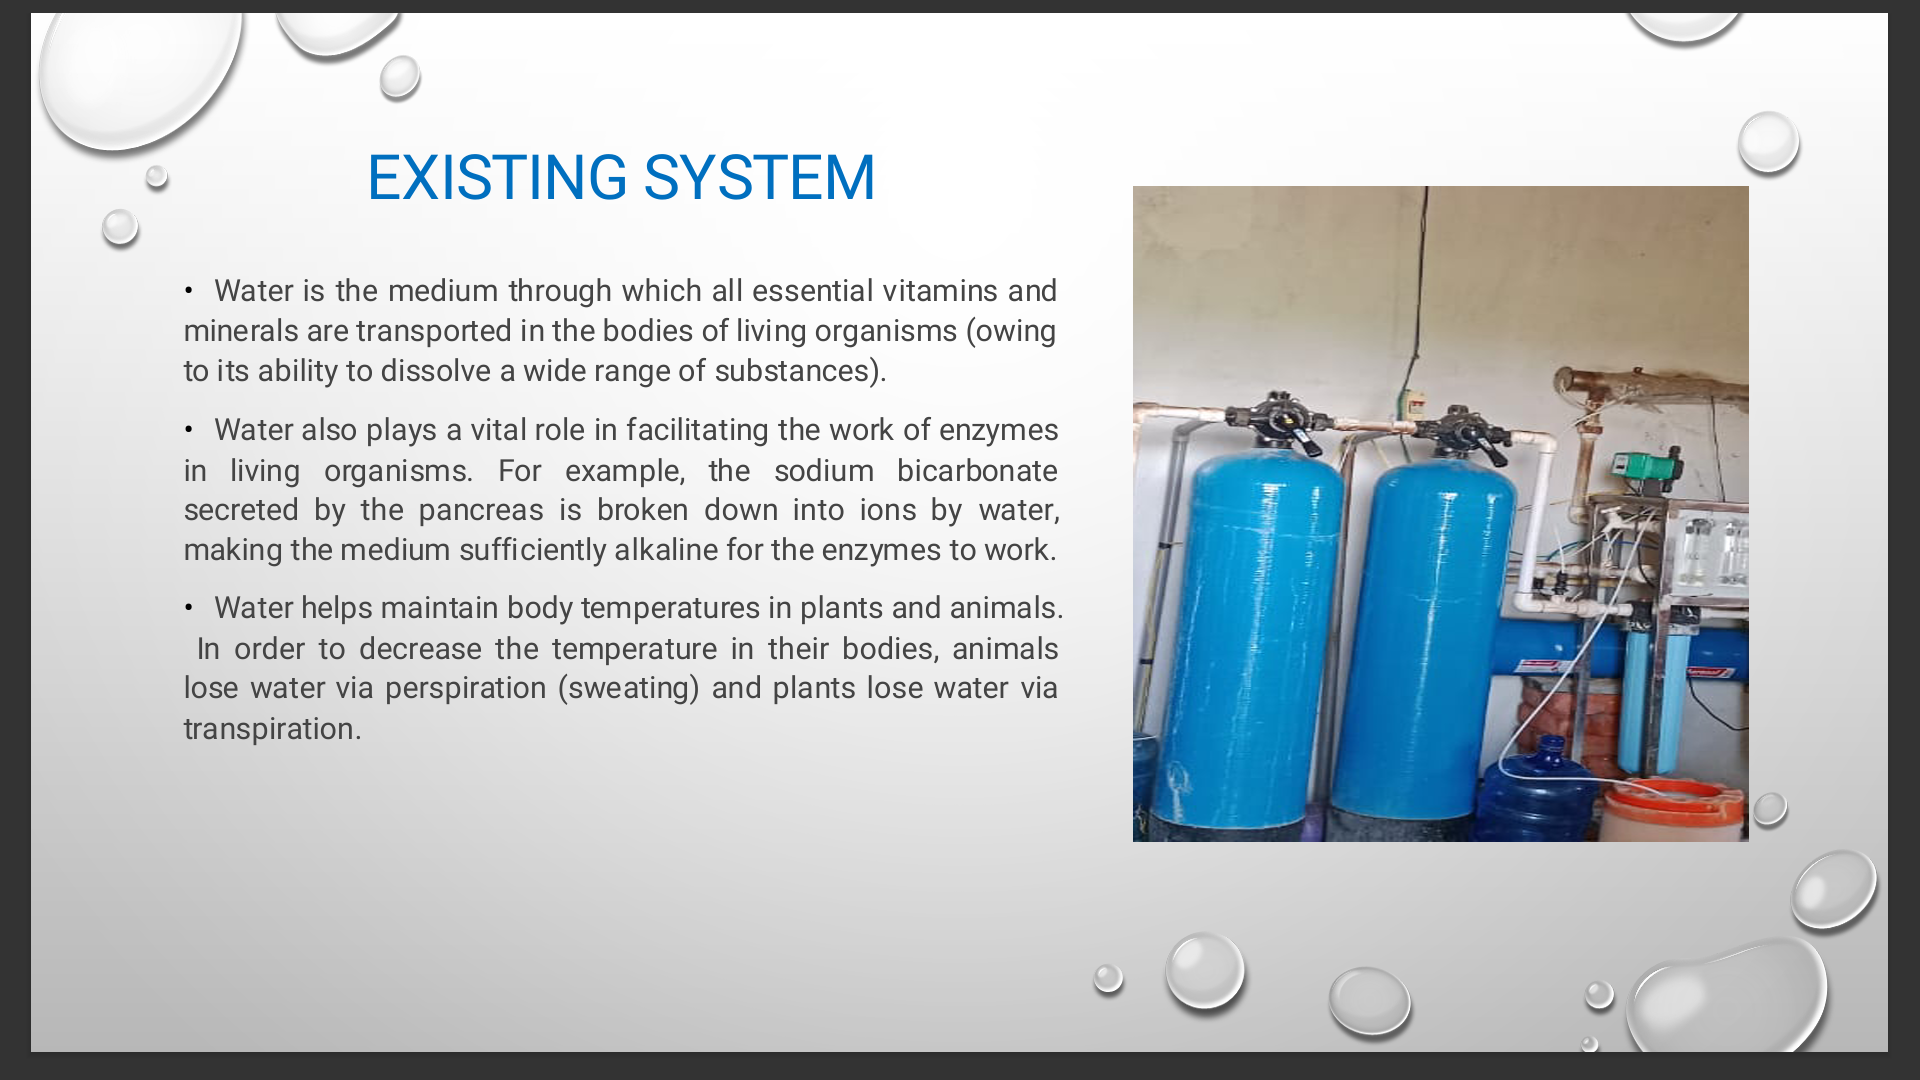 EXISTING SYSTEM
• Water is the medium through which all essential vitamins and
minerals are transported in the bodies of living organisms (owing
to its ability to dissolve a wide range of substances).
• Water also plays a vital role in facilitating the work of enzymes
in living organisms. For example, the sodium bicarbonate
secreted by the pancreas is broken down into ions by water,
making the medium sufficiently alkaline for the enzymes to work.
• Water helps maintain body temperatures in plants and animals.
In order to decrease the temperature in their bodies, animals
lose water via perspiration (sweating) and plants lose water via
transpiration.